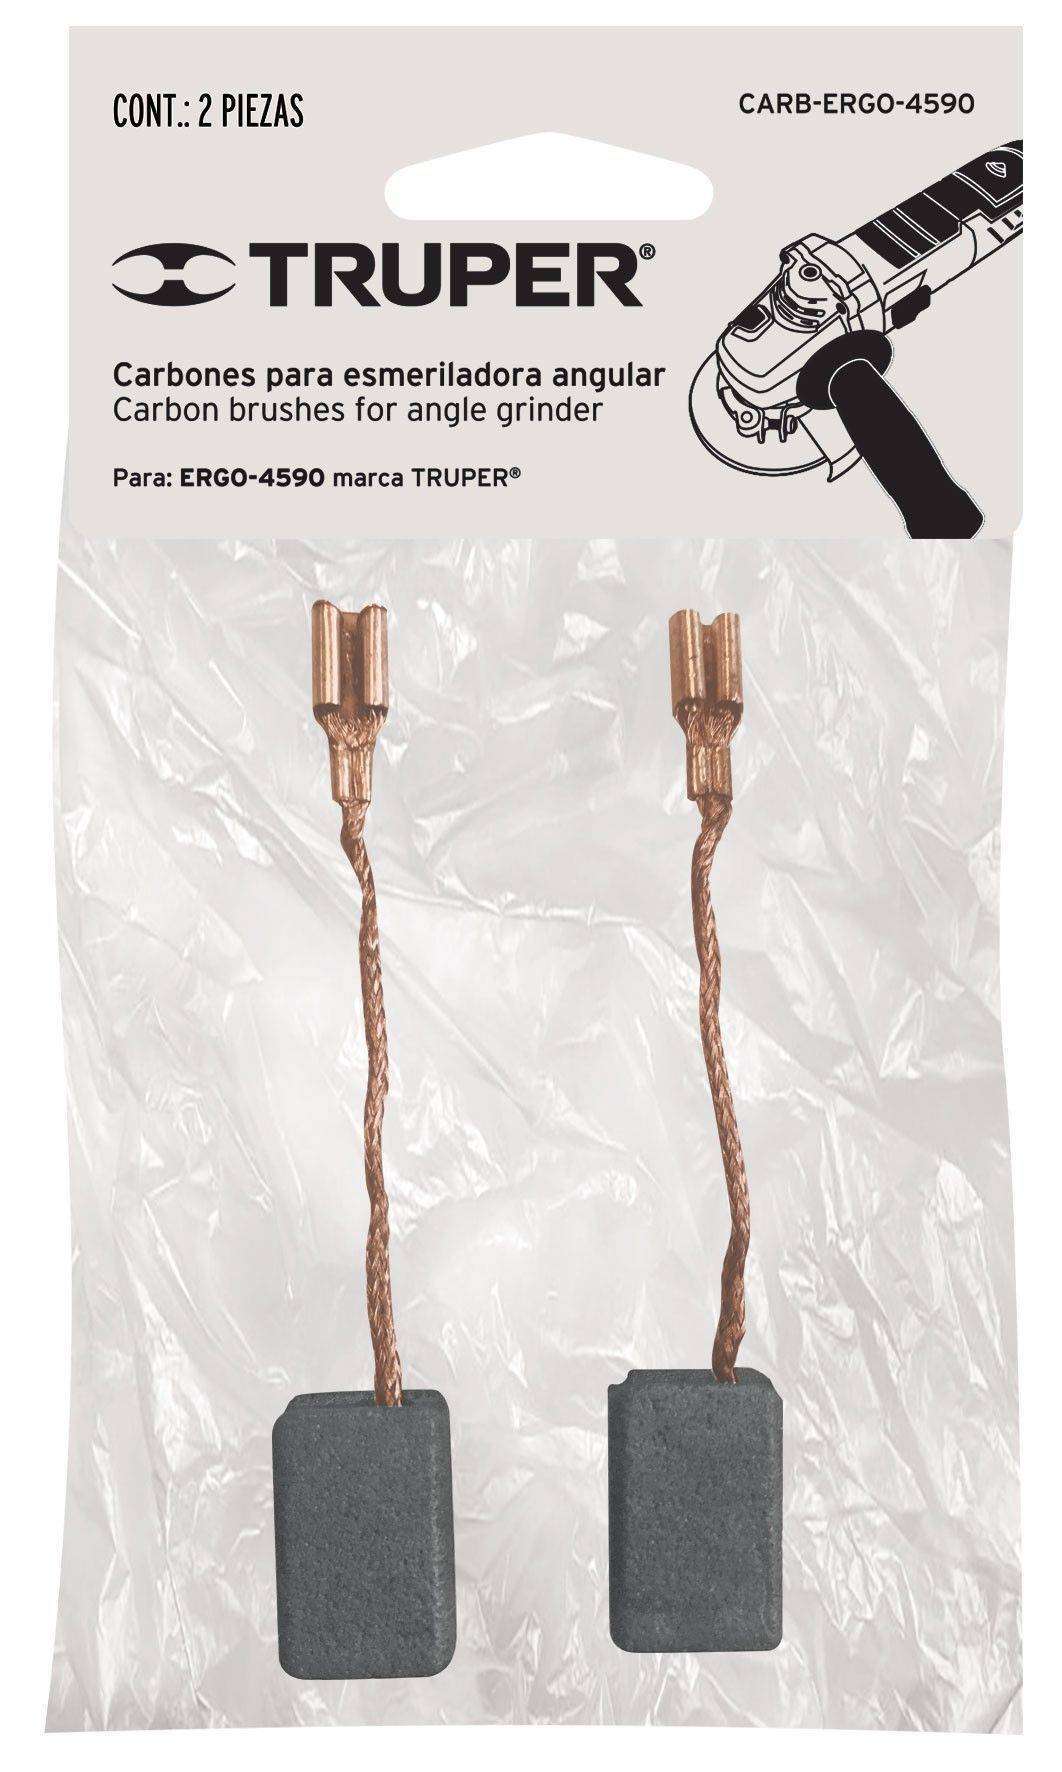 CONT.: 2 PIEZAS
CARB-ERGO-4590
TRUPER®
Carbones para esmeriladora angular
Carbon brushes for angle grinder
Para: ERGO-4590 marca TRUPER®